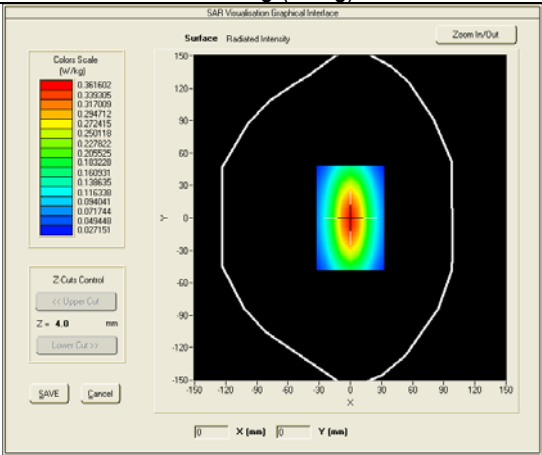 SAR Visualisation Graphical Interface
Surface Radiated Intensity
Zoom In/Out
Colors Scale
(W/kg)
0.361602
0.339305
0.317009
0.294712
0.272415
0.250118
0.227822
0.205525
0.183228
0.160931
0.138635
0.116338
0.094041
0.071744
0.049448
0.027151
Z-Cuts Control
<< Upper Cut
Z = 4.0 mm
Lower Cut >>
SAVE Cancel
150-
120-
90-
60-
30-
Y 0-
-30-
-60-
-90-
-120-
-150-
-150 -120 -90 -60 -30 0 30 60 90 120 150
X
0 X (mm) 0 Y (mm)